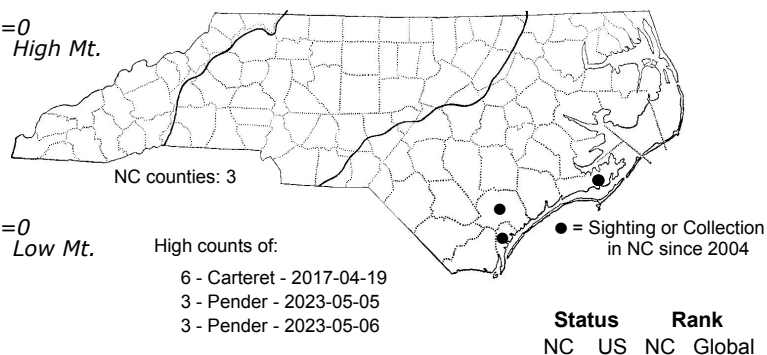 =0
High Mt.
NC counties: 3
=0
Low Mt.
High counts of:
6 - Carteret - 2017-04-19
3 - Pender - 2023-05-05
3 - Pender - 2023-05-06
● = Sighting or Collection
in NC since 2004
Status Rank
NC US NC Global